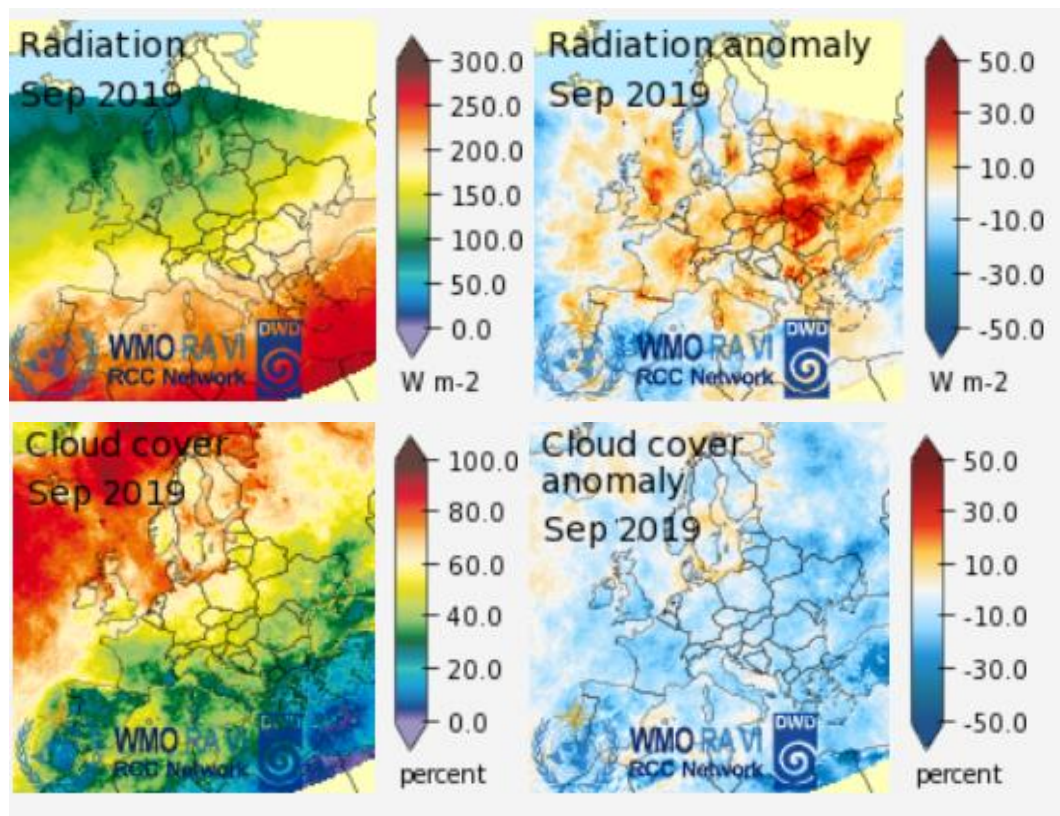 Radiation
Sep 2019
300.0
250.0
200.0
150.0
100.0
50.0
0.0
W m-2
WMO RA VI
RCC Network
DWD
Radiation anomaly
Sep 2019
50.0
30.0
10.0
-10.0
-30.0
-50.0
W m-2
WMO RA VI
RCC Network
DWD
Cloud cover
Sep 2019
100.0
80.0
60.0
40.0
20.0
0.0
percent
WMO RA VI
RCC Network
DWD
Cloud cover
anomaly
Sep 2019
50.0
30.0
10.0
-10.0
-30.0
-50.0
percent
WMO RA VI
RCC Network
DWD